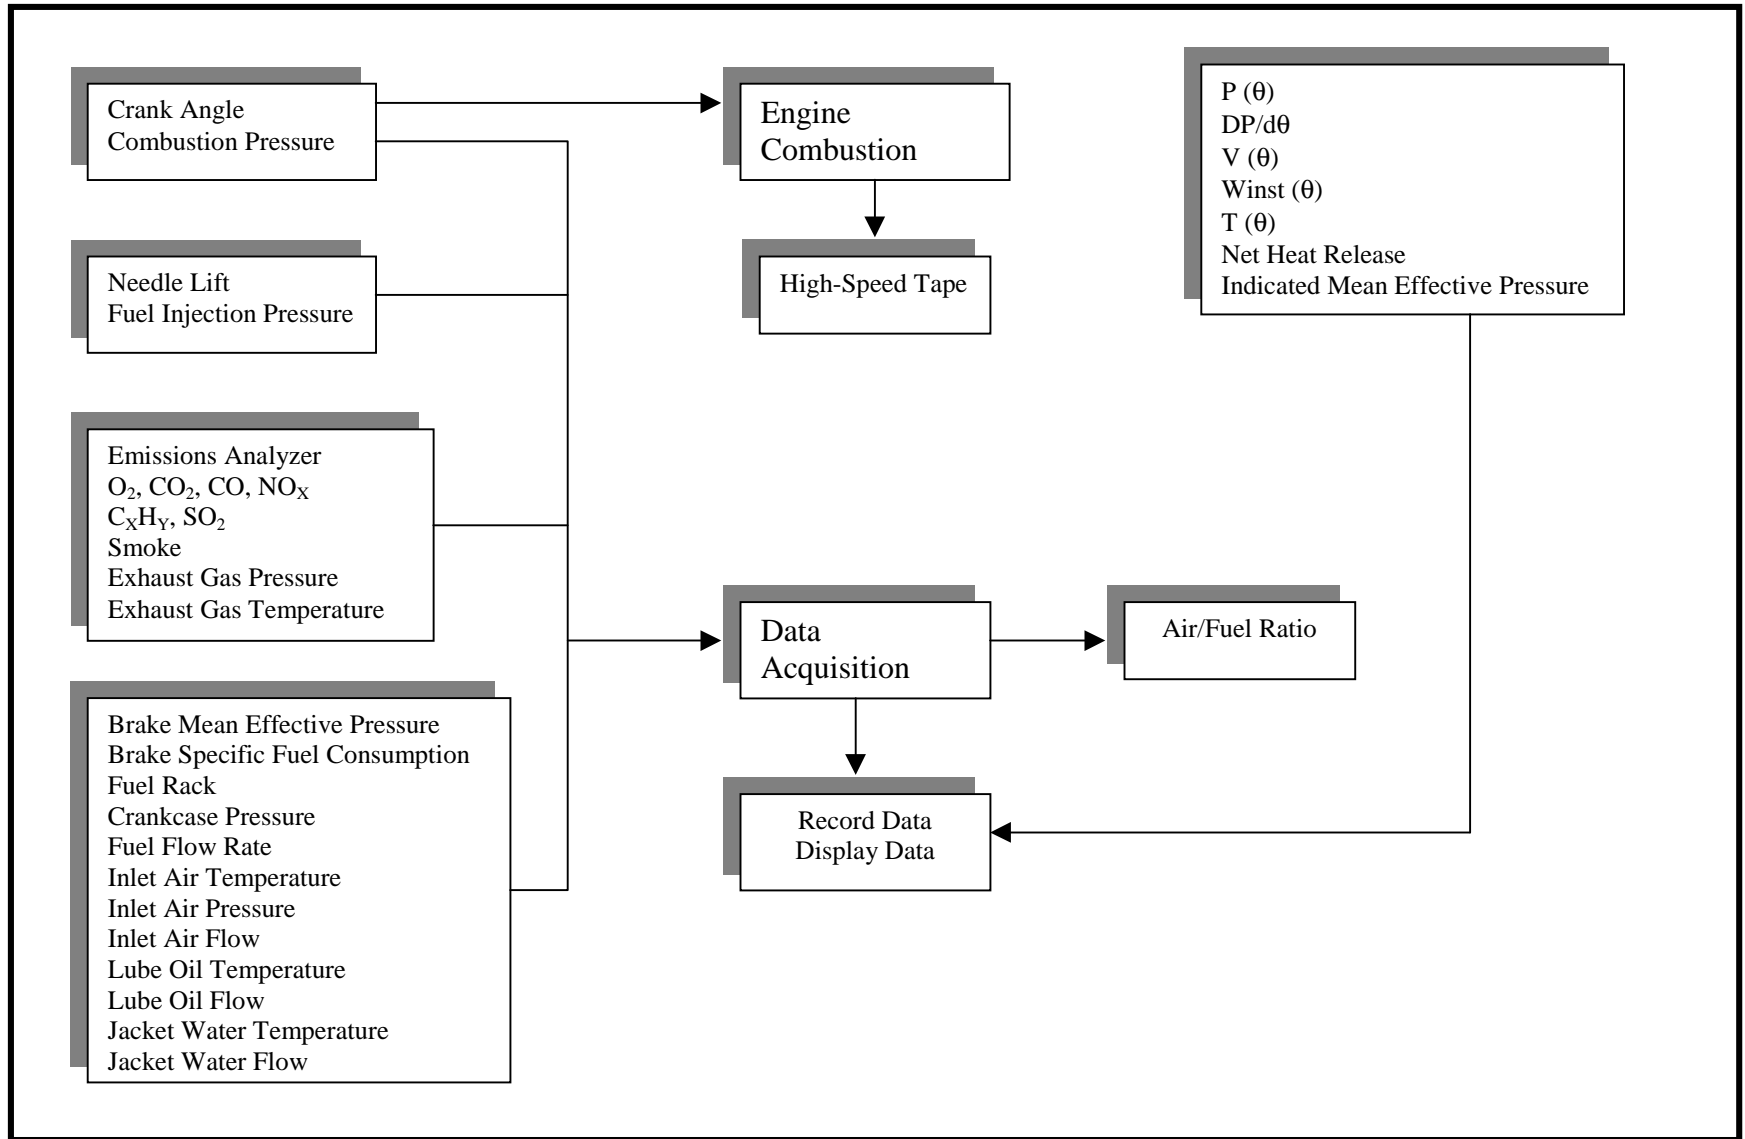 Crank Angle
Combustion Pressure
Engine
Combustion
P (θ)
DP/dθ
V (θ)
Winst (θ)
T (θ)
Net Heat Release
Indicated Mean Effective Pressure
Needle Lift
Fuel Injection Pressure
High-Speed Tape
Emissions Analyzer
O₂, CO₂, CO, NOX
CXHY, SO₂
Smoke
Exhaust Gas Pressure
Exhaust Gas Temperature
Data
Acquisition
Air/Fuel Ratio
Brake Mean Effective Pressure
Brake Specific Fuel Consumption
Fuel Rack
Crankcase Pressure
Fuel Flow Rate
Inlet Air Temperature
Inlet Air Pressure
Inlet Air Flow
Lube Oil Temperature
Lube Oil Flow
Jacket Water Temperature
Jacket Water Flow
Record Data
Display Data